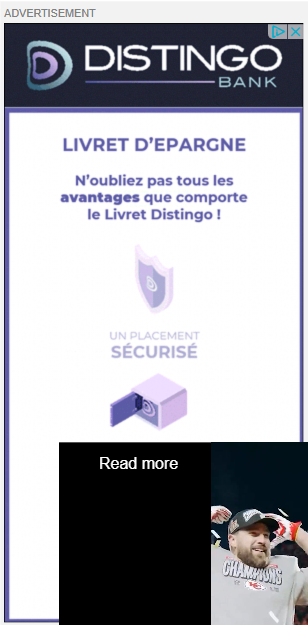 ADVERTISEMENT
DISTINGO
BANK
LIVRET D'EPARGNE
N'oubliez pas tous les
avantages que comporte
le Livret Distingo !
UN PLACEMENT
SÉCURISÉ
Read more
CHAMPIONS